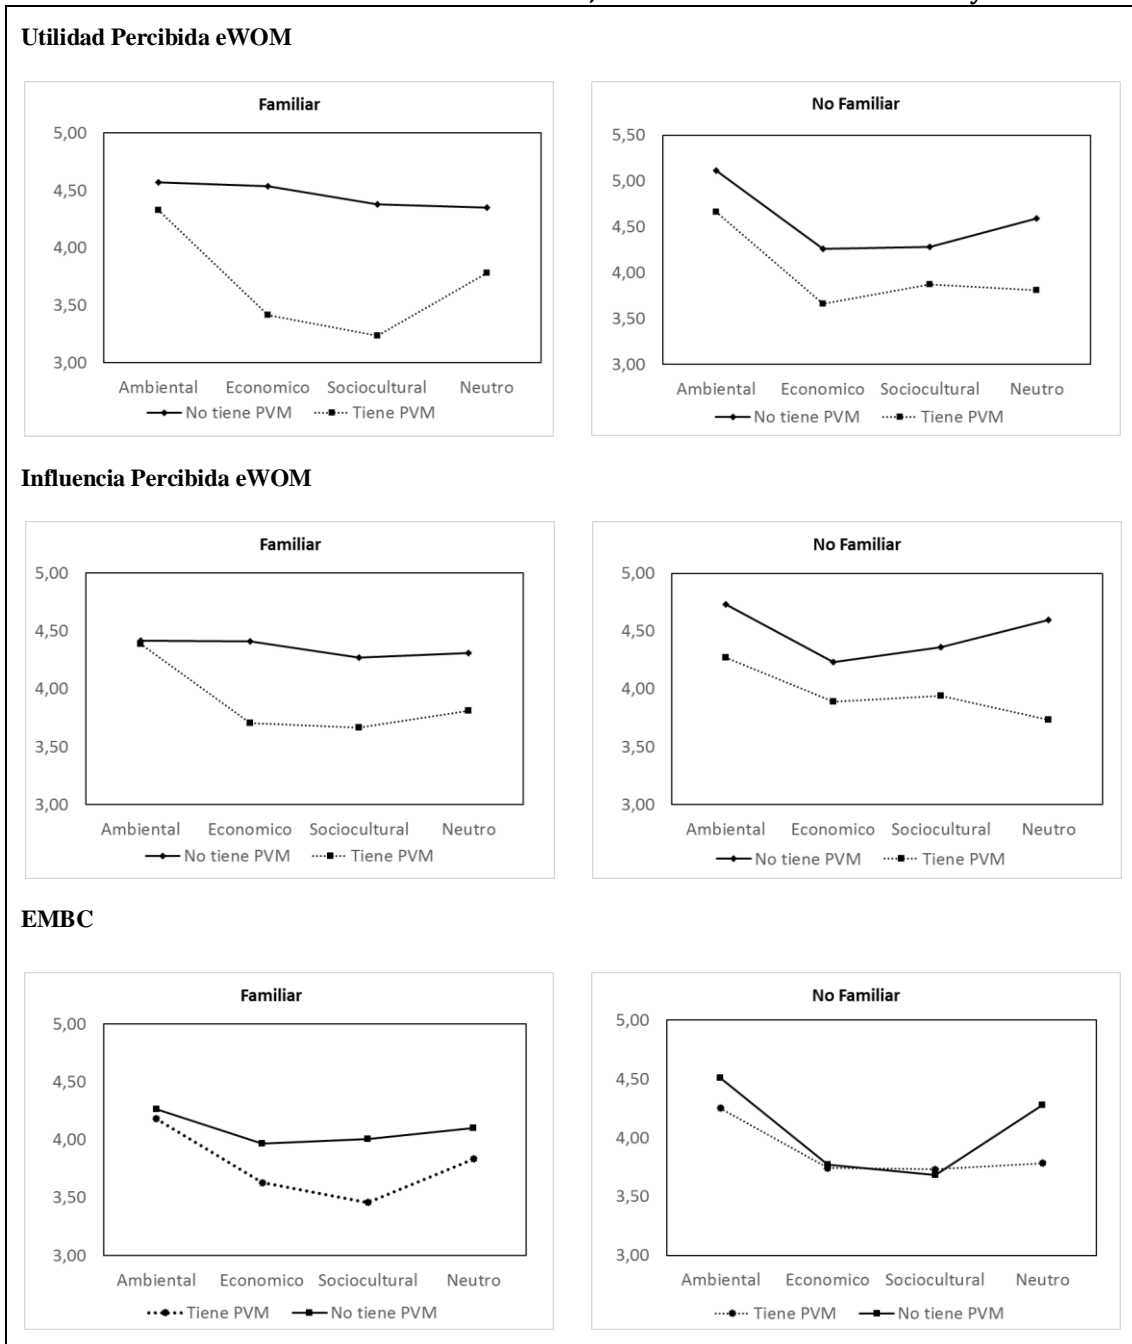 Utilidad Percibida eWOM
Familiar
5,00
4,50
4,00
3,50
3,00
Ambiental Economico Sociocultural Neutro
No tiene PVM Tiene PVM
No Familiar
5,50
5,00
4,50
4,00
3,50
3,00
Ambiental Economico Sociocultural Neutro
No tiene PVM Tiene PVM
Influencia Percibida eWOM
Familiar
5,00
4,50
4,00
3,50
3,00
Ambiental Economico Sociocultural Neutro
No tiene PVM Tiene PVM
No Familiar
5,00
4,50
4,00
3,50
3,00
Ambiental Economico Sociocultural Neutro
No tiene PVM Tiene PVM
EMBC
Familiar
5,00
4,50
4,00
3,50
3,00
Ambiental Economico Sociocultural Neutro
Tiene PVM No tiene PVM
No Familiar
5,00
4,50
4,00
3,50
3,00
Ambiental Economico Sociocultural Neutro
Tiene PVM No tiene PVM